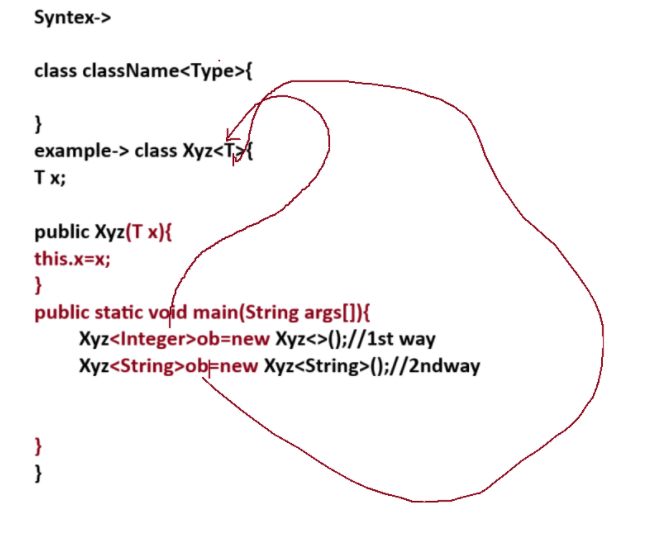 Syntex->
class className<Type>{
}
example-> class Xyz<T>{
T x;
public Xyz(T x){
this.x=x;
}
public static void main(String args[]){
Xyz<Integer>ob=new Xyz<>();//1st way
Xyz<String>ob=new Xyz<String>();//2ndway
}
}